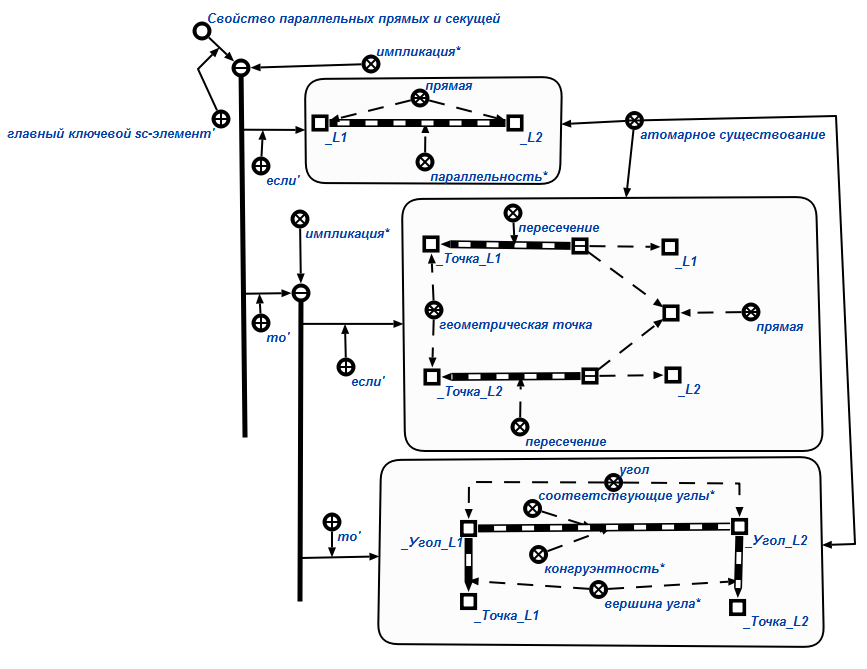 Свойство параллельных прямых и секущей
импликация*
прямая
главный ключевой sc-элемент'
_L1
_L2
атомарное существование
если'
параллельность*
импликация*
пересечение
_Точка_L1
_L1
геометрическая точка
прямая
то'
если'
_Точка_L2
_L2
пересечение
угол
соответствующие углы*
то'
_Угол_L1
_Угол_L2
конгруэнтность*
вершина угла*
_Точка_L1
_Точка_L2